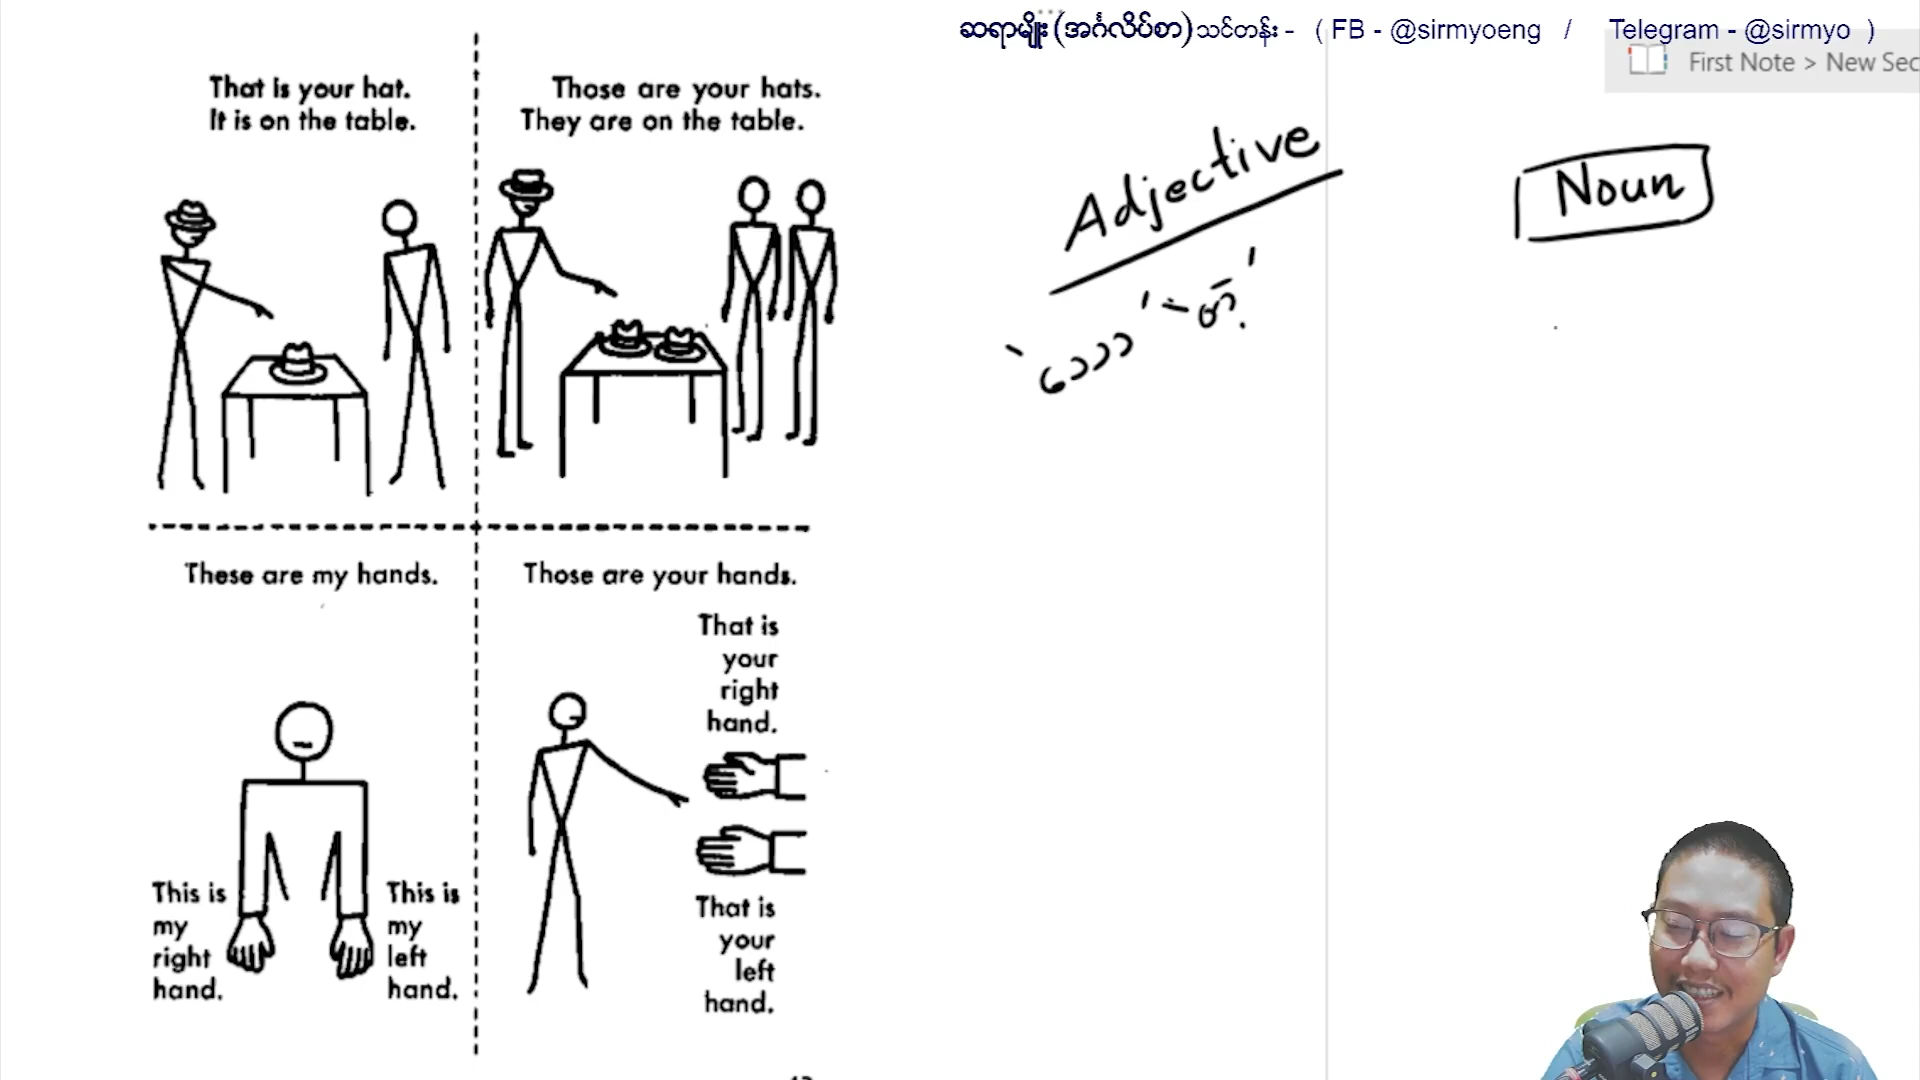 ဆရာမျိုး (အင်္ဂလိပ်စာ) သင်တန်း - ( FB - @sirmyoeng / Telegram - @sirmyo )
First Note > New Sec
That is your hat.
It is on the table.
Those are your hats.
They are on the table.
These are my hands.
This is
my
right
hand.
This is
my
left
hand.
Those are your hands.
That is
your
right
hand.
That is
your
left
hand.
Adjective
Noun